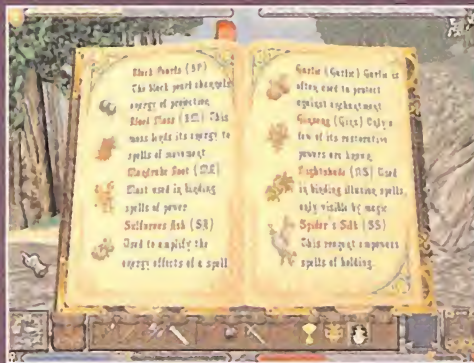 Black Pearls (BP)
The black pearl channels
energy of projection
Blood Moss (BM) This
moss lends its energy to
spells of movement
Mandrake Root (MR)
Most used in binding
spells of power
Sulferous Ash (SA)
Used to amplify the
energy effects of a spell
Garlic (Garlic) Garlic is
often used to protect
against enchantment
Ginseng (Gins) Only a
few of its restorative
powers are known
Nightshade (NS) Used
in binding illusion spells,
only visible by magic
Spider's Silk (SS)
This reagent empowers
spells of holding.